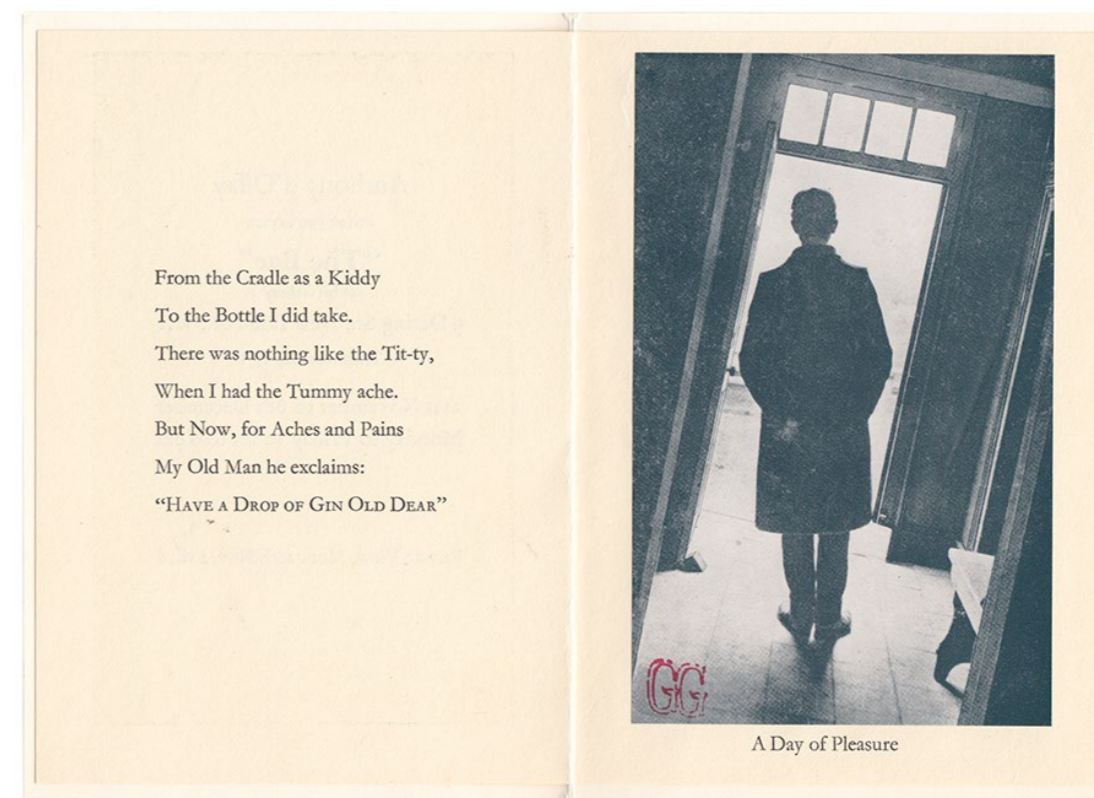 From the Cradle as a Kiddy
To the Bottle I did take.
There was nothing like the Tit-ty,
When I had the Tummy ache.
But Now, for Aches and Pains
My Old Man he exclaims:
“HAVE A DROP OF GIN OLD DEAR”
GG
A Day of Pleasure